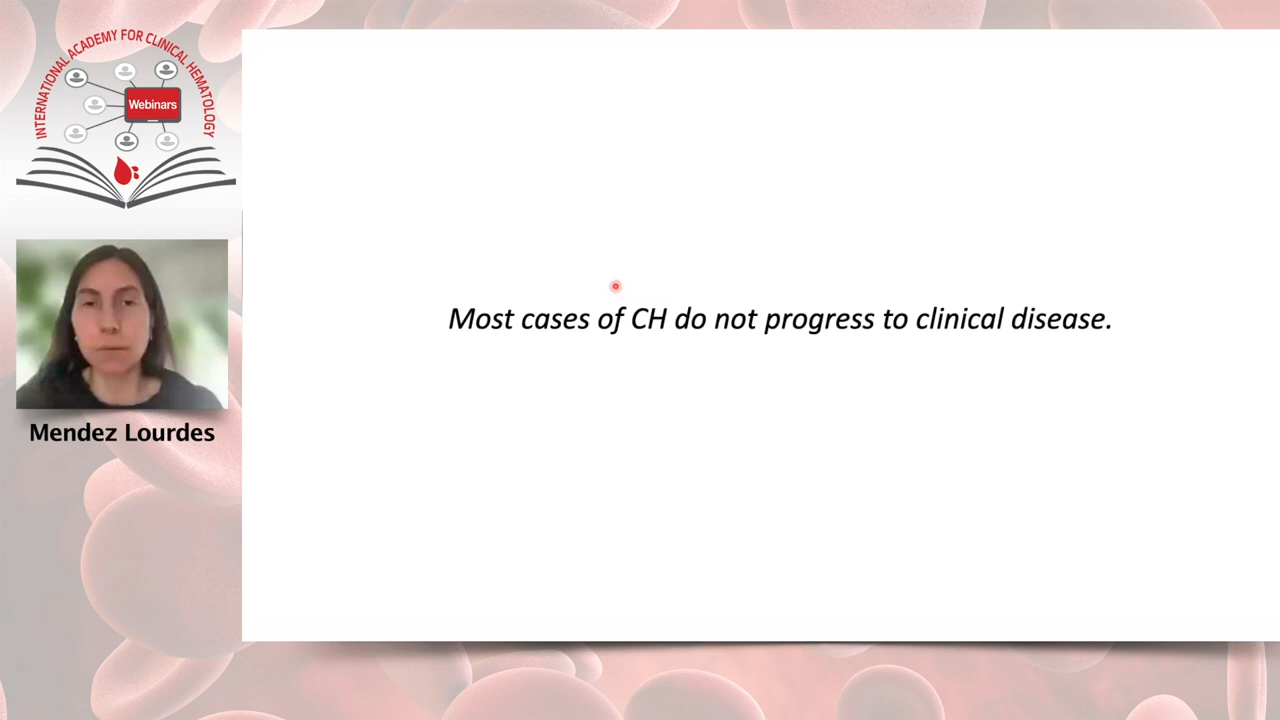 INTERNATIONAL ACADEMY FOR CLINICAL HEMATOLOGY
Webinars
Most cases of CH do not progress to clinical disease.
Mendez Lourdes